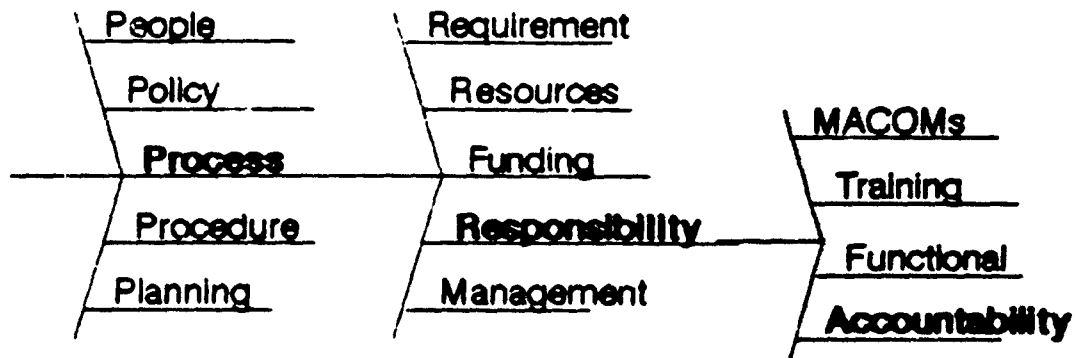 People
Policy
Process
Procedure
Planning
Requirement
Resources
Funding
Responsibility
Management
MACOMs
Training
Functional
Accountability